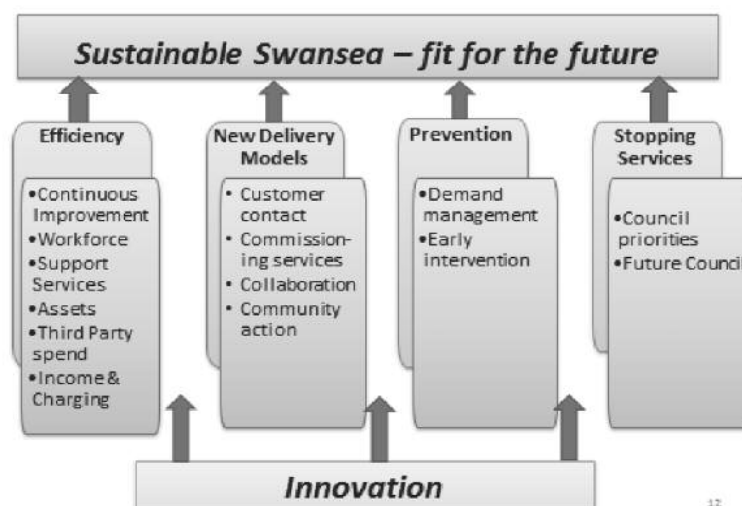 Sustainable Swansea – fit for the future
Efficiency
•Continuous
Improvement
•Workforce
•Support
Services
•Assets
•Third Party
spend
•Income &
Charging
New Delivery
Models
• Customer
contact
• Commission-
ing services
• Collaboration
• Community
action
Prevention
•Demand
management
•Early
intervention
Stopping
Services
•Council
priorities
•Future Council
Innovation
12